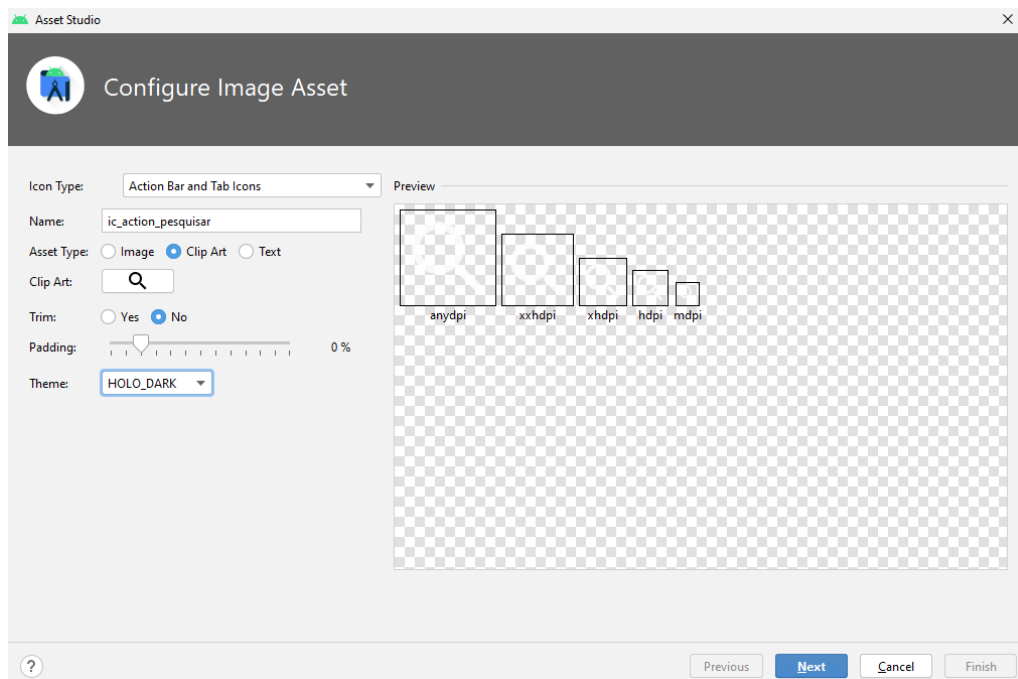 Asset Studio
Configure Image Asset
Icon Type: Action Bar and Tab Icons
Name: ic_action_pesquisar
Asset Type: Image Clip Art Text
Clip Art:
Trim: Yes No
Padding: 0 %
Theme: HOLO_DARK
Preview
anydpi xxhdpi xhdpi hdpi mdpi
? Previous Next Cancel Finish